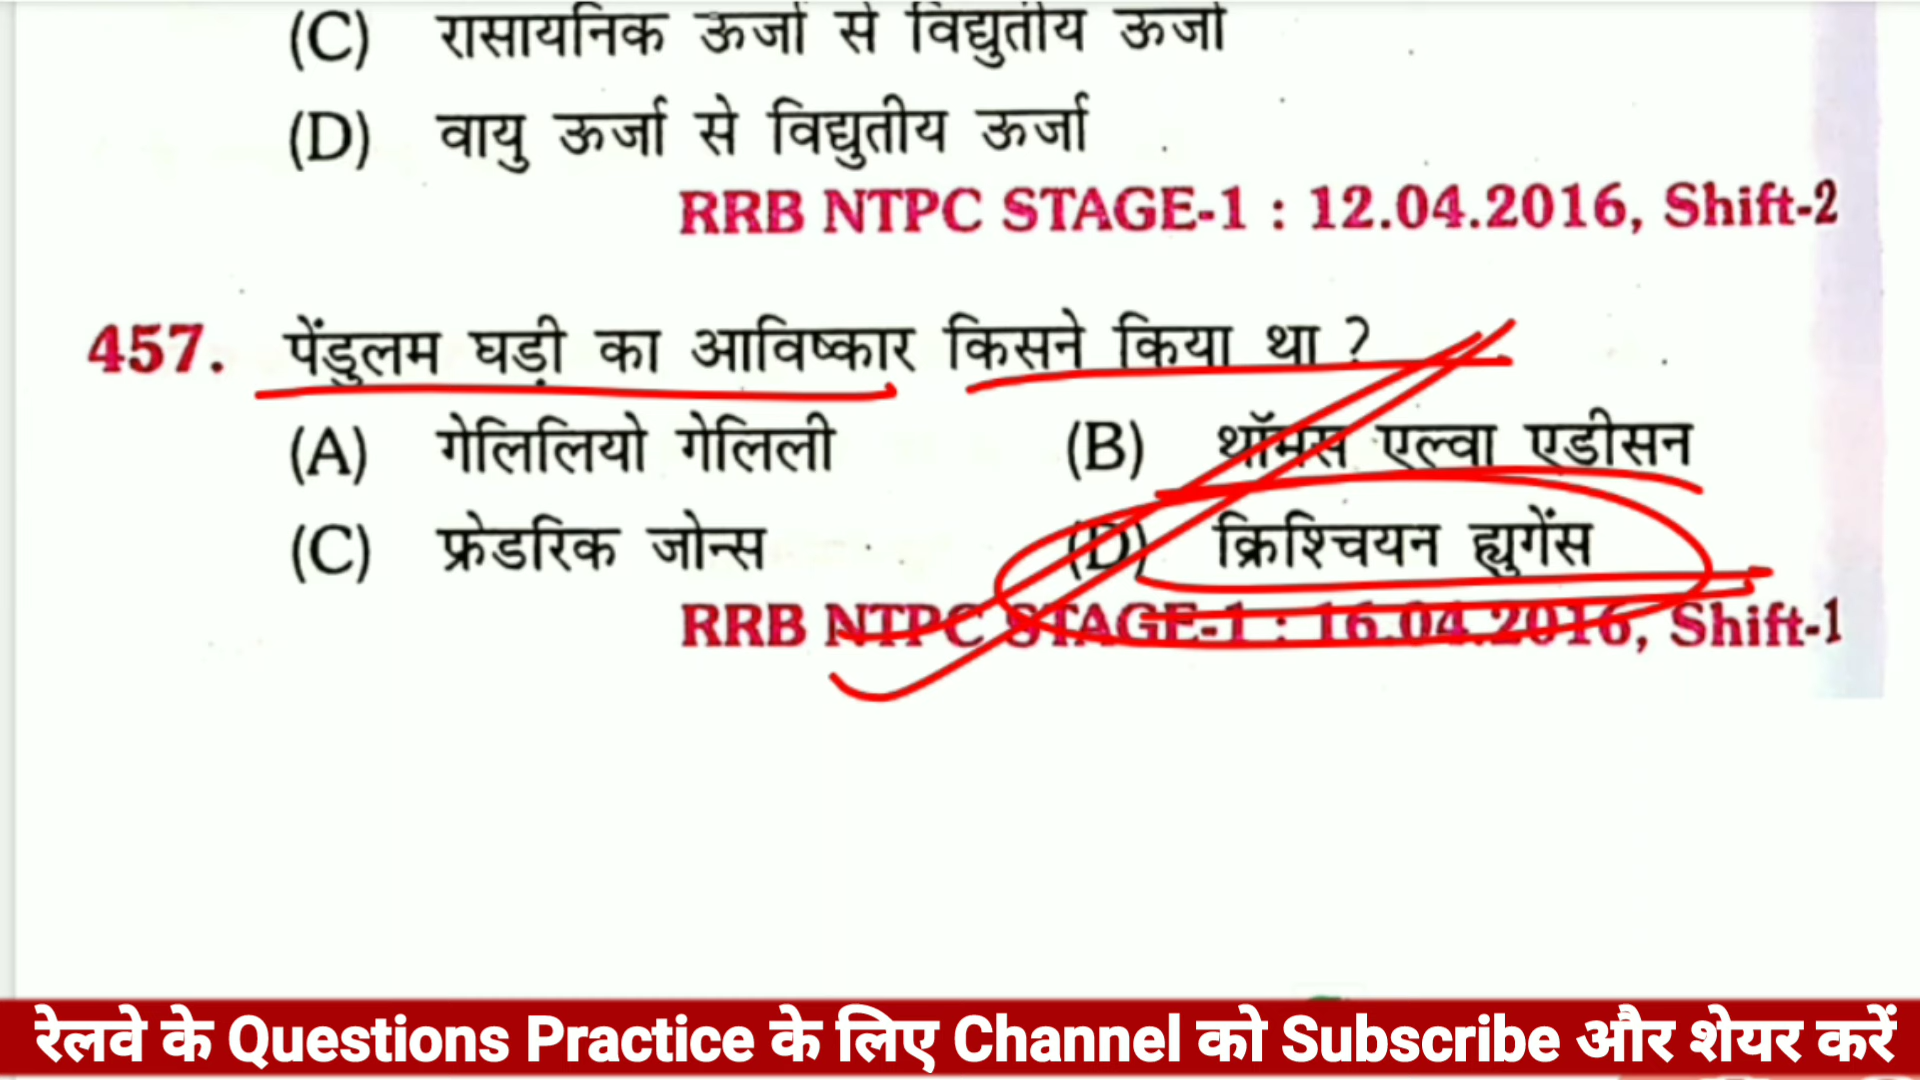 (C) रासायनिक ऊर्जा से विद्युतीय ऊर्जा
(D) वायु ऊर्जा से विद्युतीय ऊर्जा
RRB NTPC STAGE-1 : 12.04.2016, Shift-2
457. पेंडुलम घड़ी का आविष्कार किसने किया था ?
(A) गेलिलियो गेलिली (B) थॉमस एल्वा एडीसन
(C) फ्रेडरिक जोन्स (D) क्रिश्चियन ह्युगेंस
RRB NTPC STAGE-1 : 16.04.2016, Shift-1
रेलवे के Questions Practice के लिए Channel को Subscribe और शेयर करें